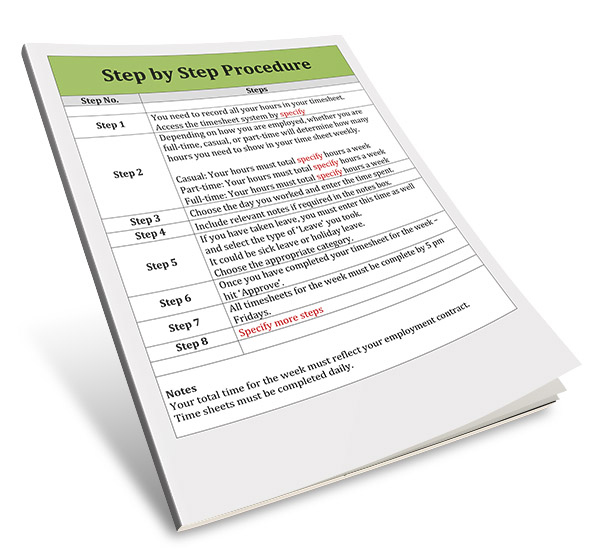 Step by Step Procedure
Step No. Steps
Step 1 You need to record all your hours in your timesheet.
Access the timesheet system by specify
Step 2 Depending on how you are employed, whether you are
full-time, casual, or part-time will determine how many
hours you need to show in your time sheet weekly.
Casual: Your hours must total specify hours a week
Part-time: Your hours must total specify hours a week
Full-time: Your hours must total specify hours a week
Step 3 Choose the day you worked and enter the time spent.
Step 4 Include relevant notes if required in the notes box.
Step 5 If you have taken leave, you must enter this time as well
and select the type of 'Leave' you took.
It could be sick leave or holiday leave.
Choose the appropriate category.
Step 6 Once you have completed your timesheet for the week –
hit 'Approve'.
Step 7 All timesheets for the week must be complete by 5 pm
Fridays.
Step 8 Specify more steps
Notes
Your total time for the week must reflect your employment contract.
Time sheets must be completed daily.